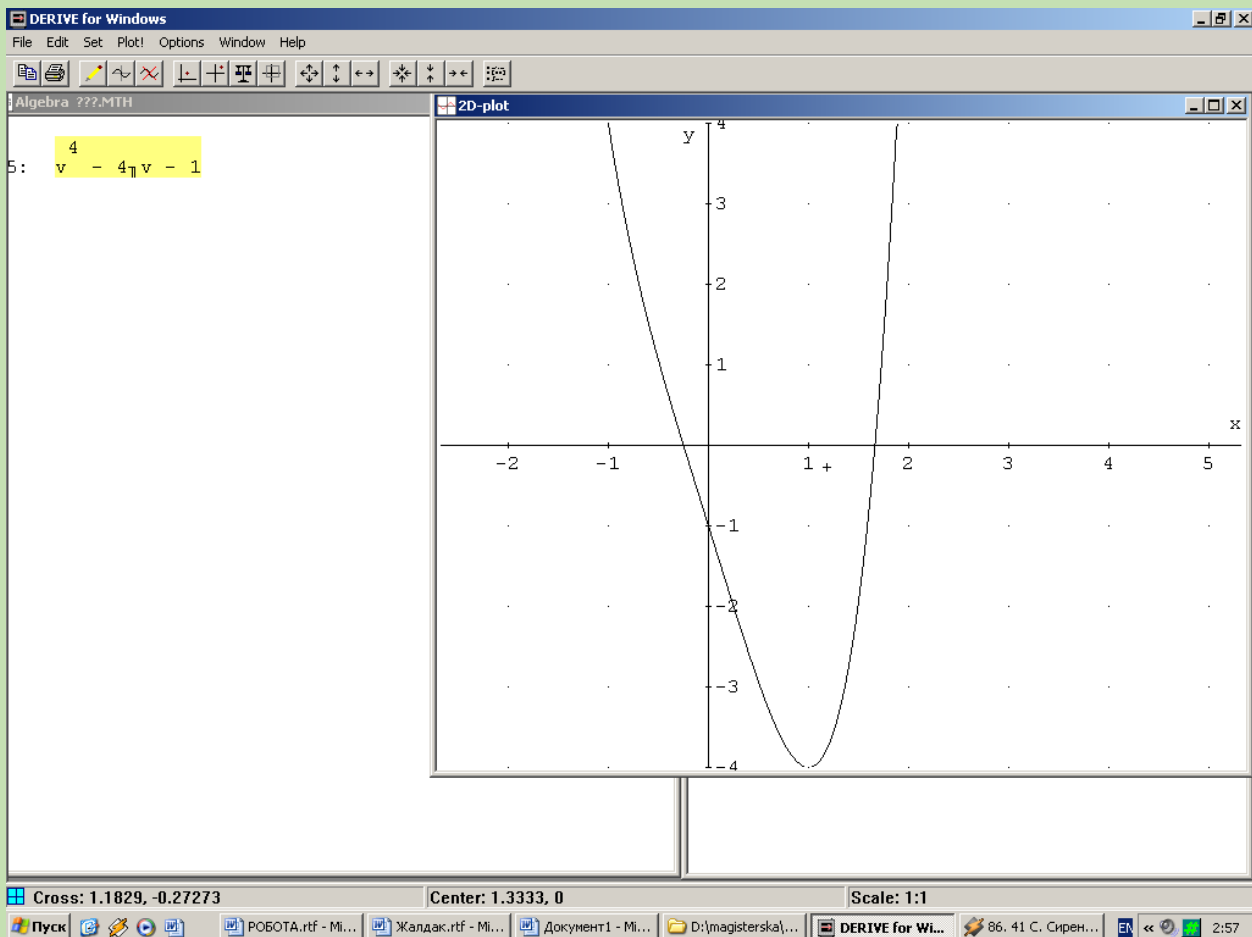 DERIVE for Windows
File Edit Set Plot! Options Window Help
Algebra ???.MTH
2D-plot
4
5: v - 4╖v - 1
y
4
3
2
1
x
-2 -1 1 2 3 4 5
-1
-2
-3
-4
Cross: 1.1829, -0.27273 Center: 1.3333, 0 Scale: 1:1
Пуск РОБОТА.rtf - Mi... Жалдак.rtf - Mi... Документ1 - Mi... D:\magisterska\... DERIVE for Wi... 86. 41 С. Сирен... EN « 2:57